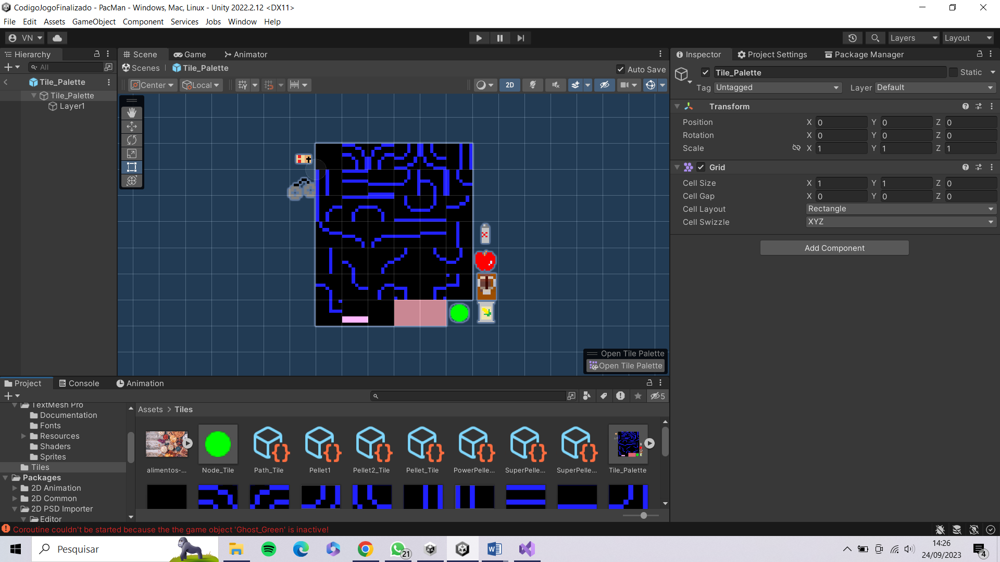 CodigoJogoFinalizado - PacMan - Windows, Mac, Linux - Unity 2022.2.12 <DX11>
File Edit Assets GameObject Component Services Jobs Window Help
VN Layers Layout
Hierarchy Scene Game Animator Inspector Project Settings Package Manager
All Scenes Tile_Palette Auto Save Tile_Palette Static
Tile_Palette Center Local 2D Tag Untagged Layer Default
Tile_Palette
Layer1
Transform
Position X 0 Y 0 Z 0
Rotation X 0 Y 0 Z 0
Scale X 1 Y 1 Z 1
Grid
Cell Size X 1 Y 1 Z 0
Cell Gap X 0 Y 0 Z 0
Cell Layout Rectangle
Cell Swizzle XYZ
Add Component
Open Tile Palette
Open Tile Palette
Project Console Animation
5
TextMesh Pro
Documentation
Fonts
Resources
Shaders
Sprites
Tiles
Packages
2D Animation
2D Common
2D PSD Importer
Editor
Assets > Tiles
alimentos-... Node_Tile Path_Tile Pellet1 Pellet2_Tile Pellet_Tile PowerPelle... SuperPelle... SuperPelle... Tile_Palette
Coroutine couldn't be started because the the game object 'Ghost_Green' is inactive!
Pesquisar
21
14:26
24/09/2023
4